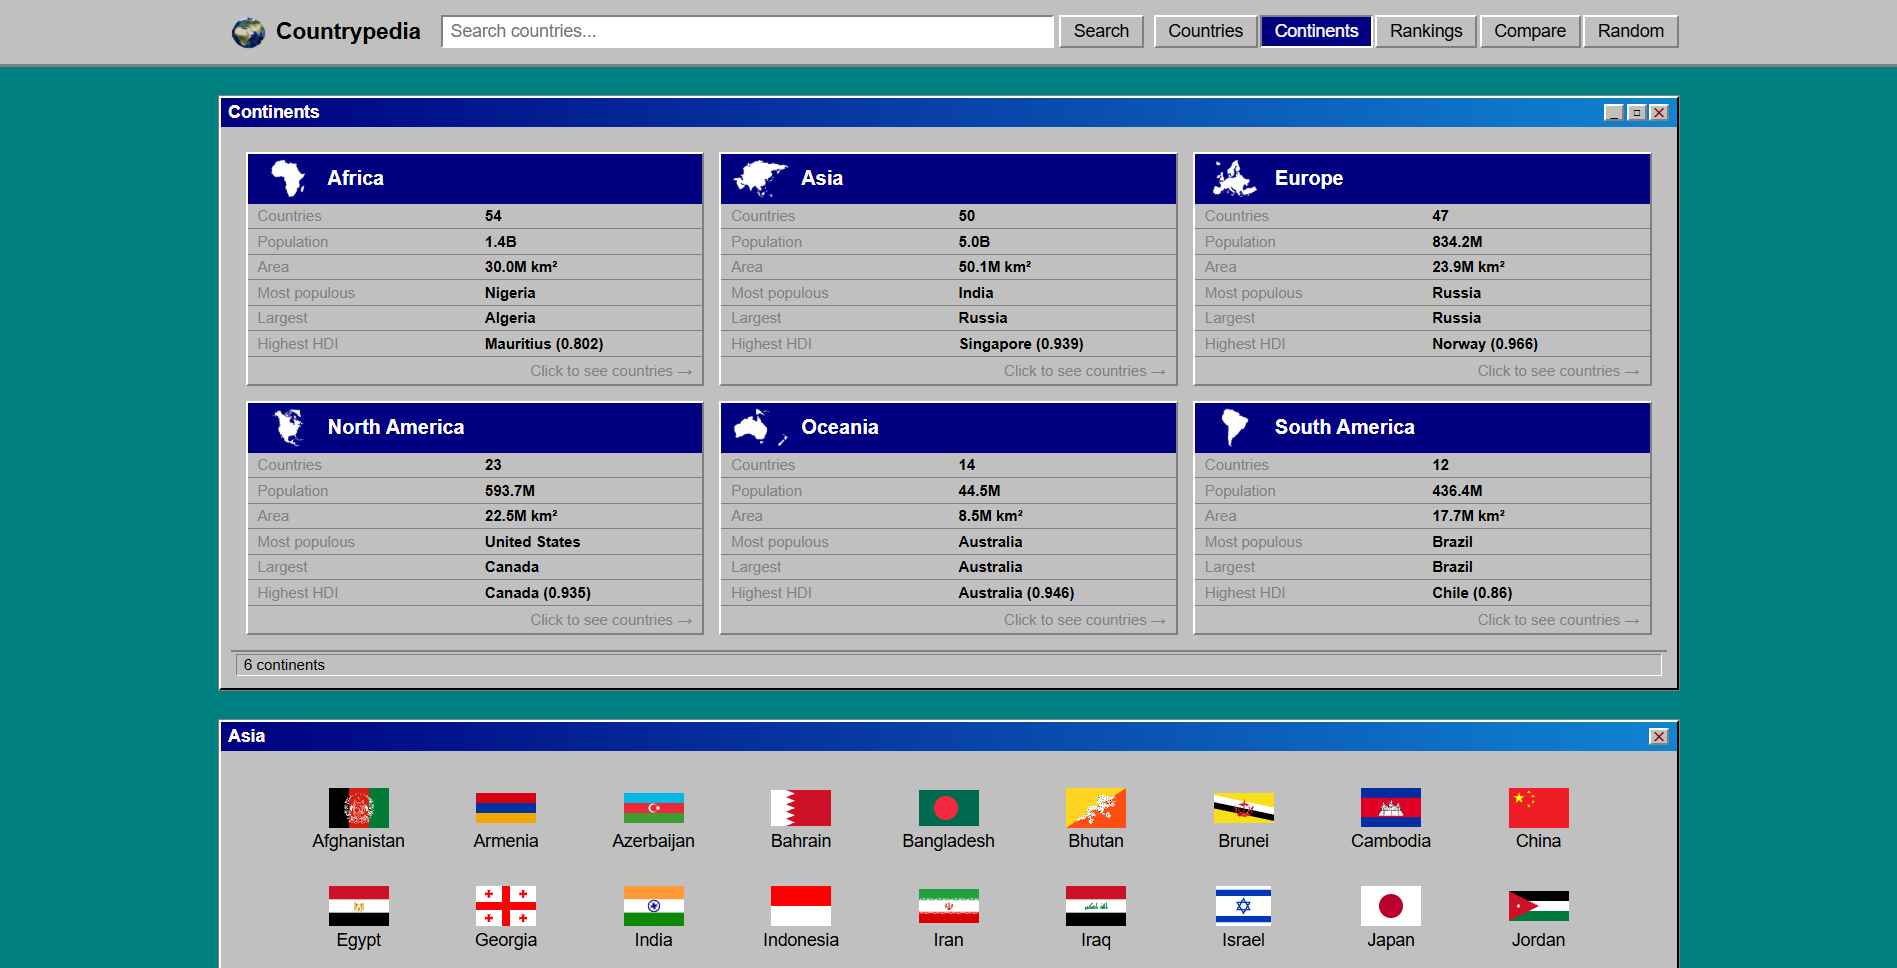 Countrypedia
Search countries...
Search
Countries
Continents
Rankings
Compare
Random
Continents
Africa
Countries 54
Population 1.4B
Area 30.0M km²
Most populous Nigeria
Largest Algeria
Highest HDI Mauritius (0.802)
Click to see countries →
Asia
Countries 50
Population 5.0B
Area 50.1M km²
Most populous India
Largest Russia
Highest HDI Singapore (0.939)
Click to see countries →
Europe
Countries 47
Population 834.2M
Area 23.9M km²
Most populous Russia
Largest Russia
Highest HDI Norway (0.966)
Click to see countries →
North America
Countries 23
Population 593.7M
Area 22.5M km²
Most populous United States
Largest Canada
Highest HDI Canada (0.935)
Click to see countries →
Oceania
Countries 14
Population 44.5M
Area 8.5M km²
Most populous Australia
Largest Australia
Highest HDI Australia (0.946)
Click to see countries →
South America
Countries 12
Population 436.4M
Area 17.7M km²
Most populous Brazil
Largest Brazil
Highest HDI Chile (0.86)
Click to see countries →
6 continents
Asia
Afghanistan Armenia Azerbaijan Bahrain Bangladesh Bhutan Brunei Cambodia China
Egypt Georgia India Indonesia Iran Iraq Israel Japan Jordan